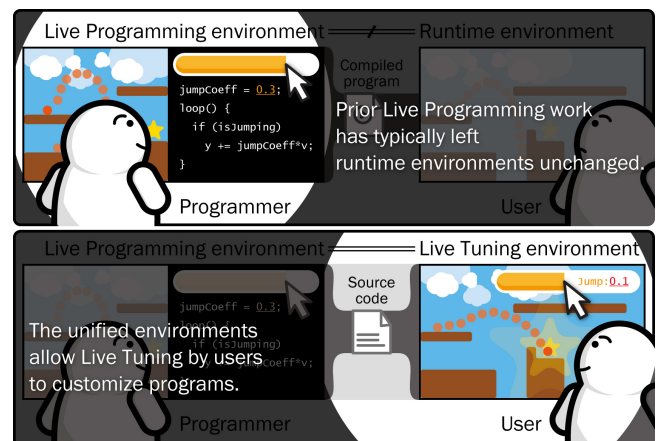 Live Programming environment
Runtime environment
Compiled
program
jumpCoeff = 0.3;
loop() {
if (isJumping)
y += jumpCoeff*v;
}
Prior Live Programming work
has typically left
runtime environments unchanged.
Programmer
User
Live Programming environment
Live Tuning environment
Source
code
jumpCoeff = 0.3;
loop() {
if (isJumping)
y += jumpCoeff*v;
}
Jump:0.1
The unified environments
allow Live Tuning by users
to customize programs.
Programmer
User